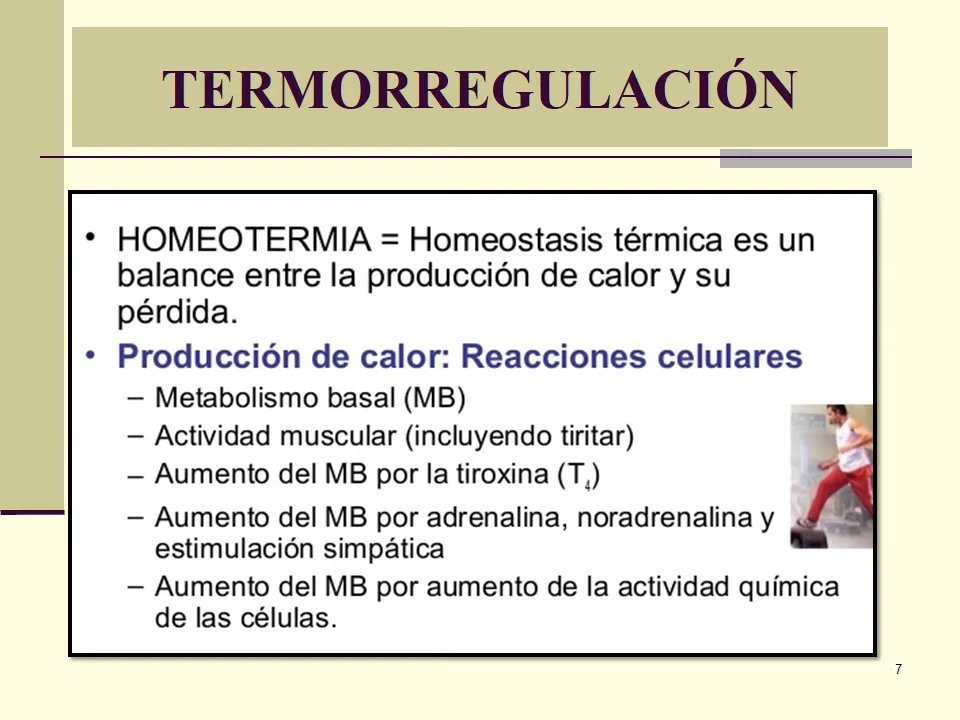 TERMORREGULACIÓN
• HOMEOTERMIA = Homeostasis térmica es un
balance entre la producción de calor y su
pérdida.
• Producción de calor: Reacciones celulares
– Metabolismo basal (MB)
– Actividad muscular (incluyendo tiritar)
– Aumento del MB por la tiroxina (T₄)
– Aumento del MB por adrenalina, noradrenalina y
estimulación simpática
– Aumento del MB por aumento de la actividad química
de las células.
7